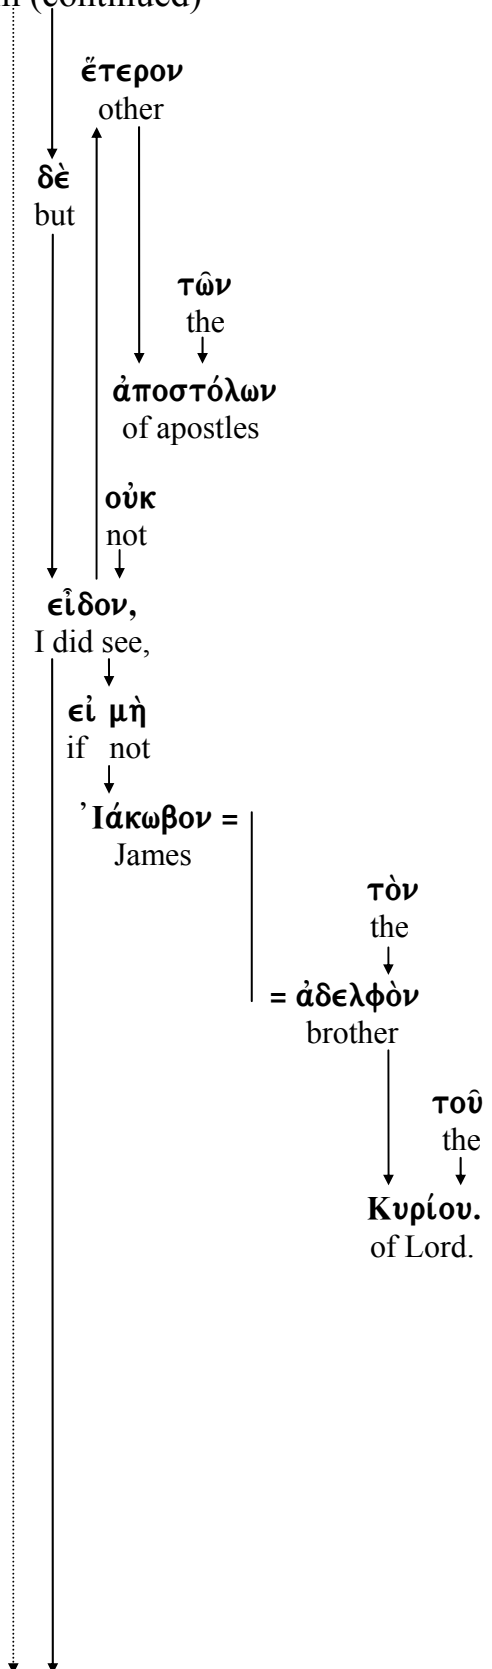 (continued)
ἕτερον
other
δὲ
but
τῶν
the
ἀποστόλων
of apostles
οὐκ
not
εἶδον,
I did see,
εἰ μὴ
if not
Ἰάκωβον =
James
τὸν
the
= ἀδελφὸν
brother
τοῦ
the
Κυρίου.
of Lord.